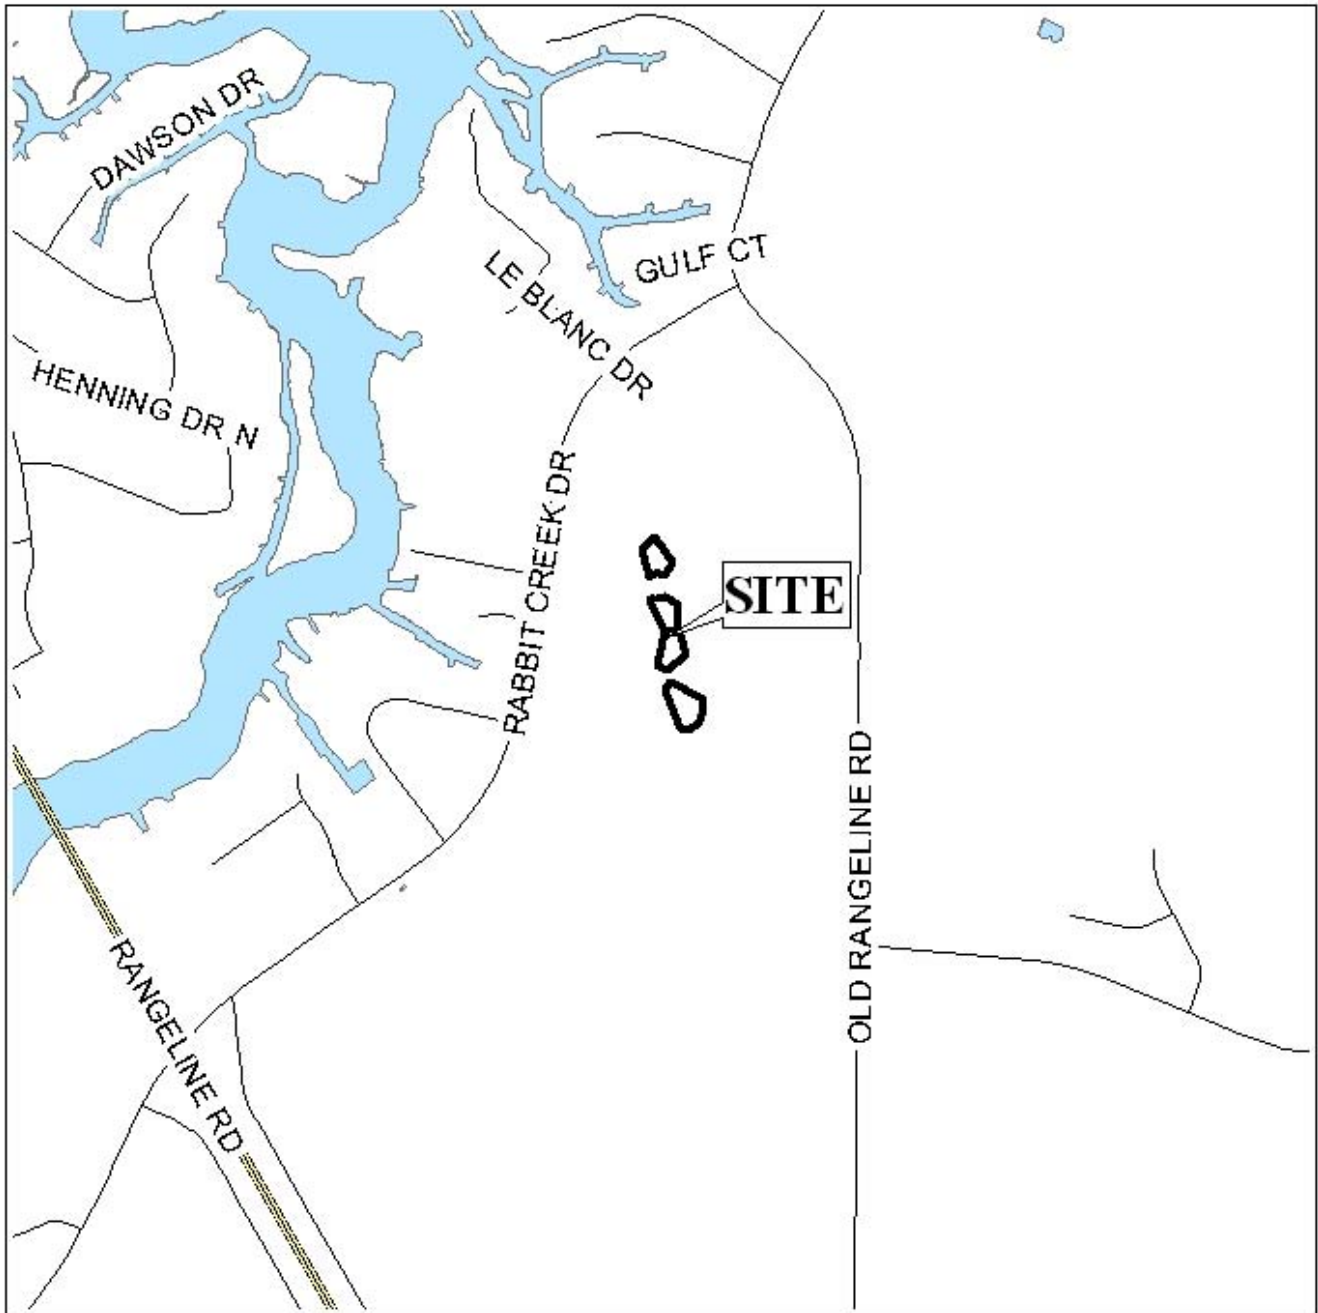 DAWSON DR
GULF CT
LE BLANC DR
HENNING DR N
RABBIT CREEK DR
SITE
OLD RANGELINE RD
RANGELINE RD